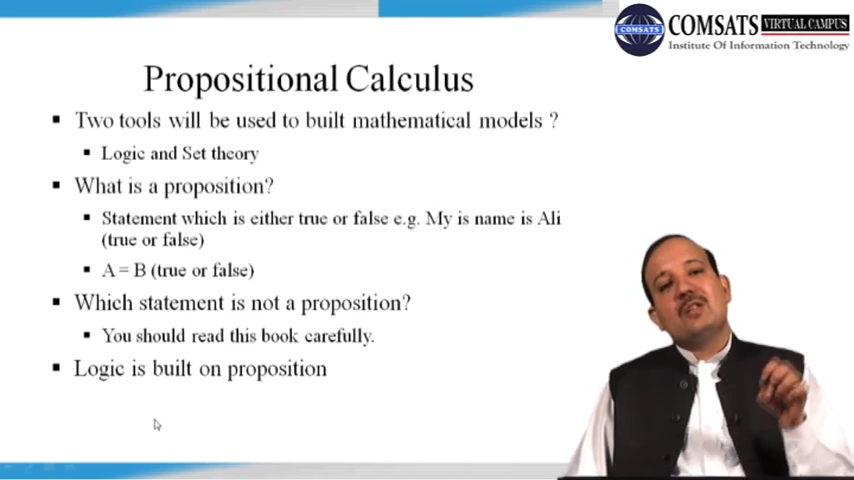 COMSATS VIRTUAL CAMPUS
COMSATS
Institute Of Information Technology
Propositional Calculus
Two tools will be used to built mathematical models ?
Logic and Set theory
What is a proposition?
Statement which is either true or false e.g. My is name is Ali
(true or false)
A = B (true or false)
Which statement is not a proposition?
You should read this book carefully.
Logic is built on proposition